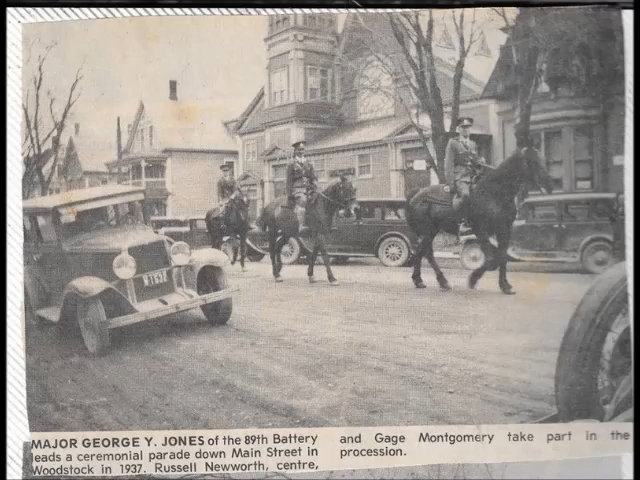 MAJOR GEORGE Y. JONES of the 89th Battery
leads a ceremonial parade down Main Street in
Woodstock in 1937. Russell Newworth, centre,
and Gage Montgomery take part in the
procession.